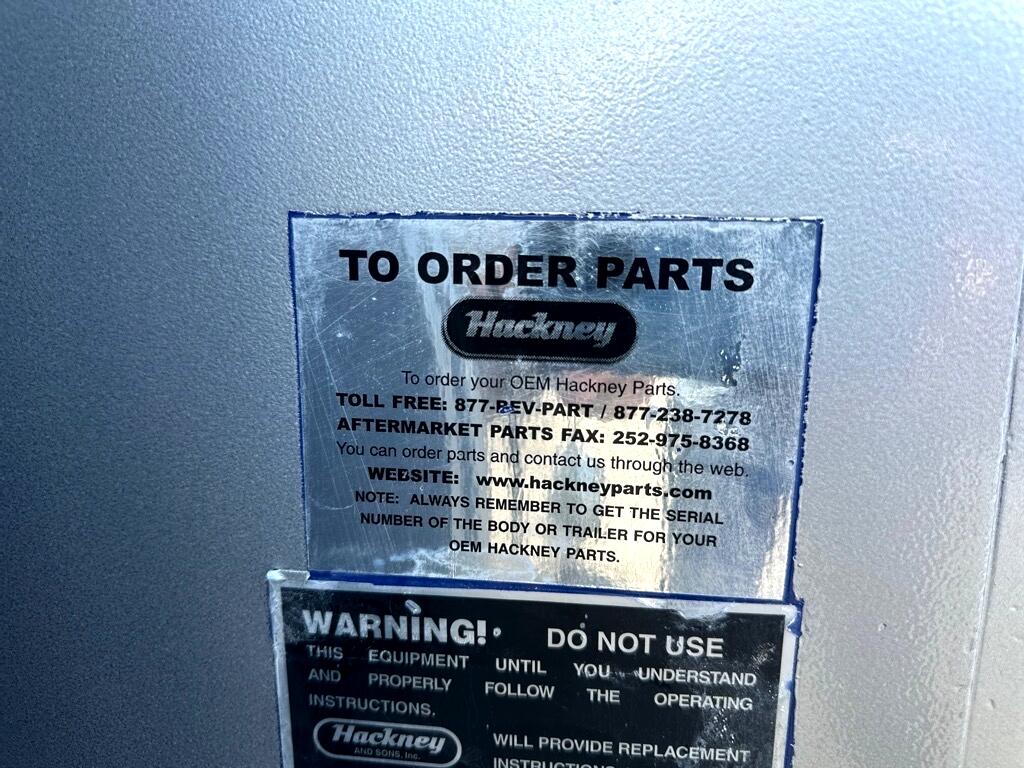 TO ORDER PARTS
Hackney
To order your OEM Hackney Parts.
TOLL FREE: 877-REV-PART / 877-238-7278
AFTERMARKET PARTS FAX: 252-975-8368
You can order parts and contact us through the web.
WEBSITE: www.hackneyparts.com
NOTE: ALWAYS REMEMBER TO GET THE SERIAL
NUMBER OF THE BODY OR TRAILER FOR YOUR
OEM HACKNEY PARTS.
WARNING! DO NOT USE
THIS EQUIPMENT UNTIL YOU UNDERSTAND
AND PROPERLY FOLLOW THE OPERATING
INSTRUCTIONS.
Hackney
AND SONS, Inc.
WILL PROVIDE REPLACEMENT
INSTRUCTIONS